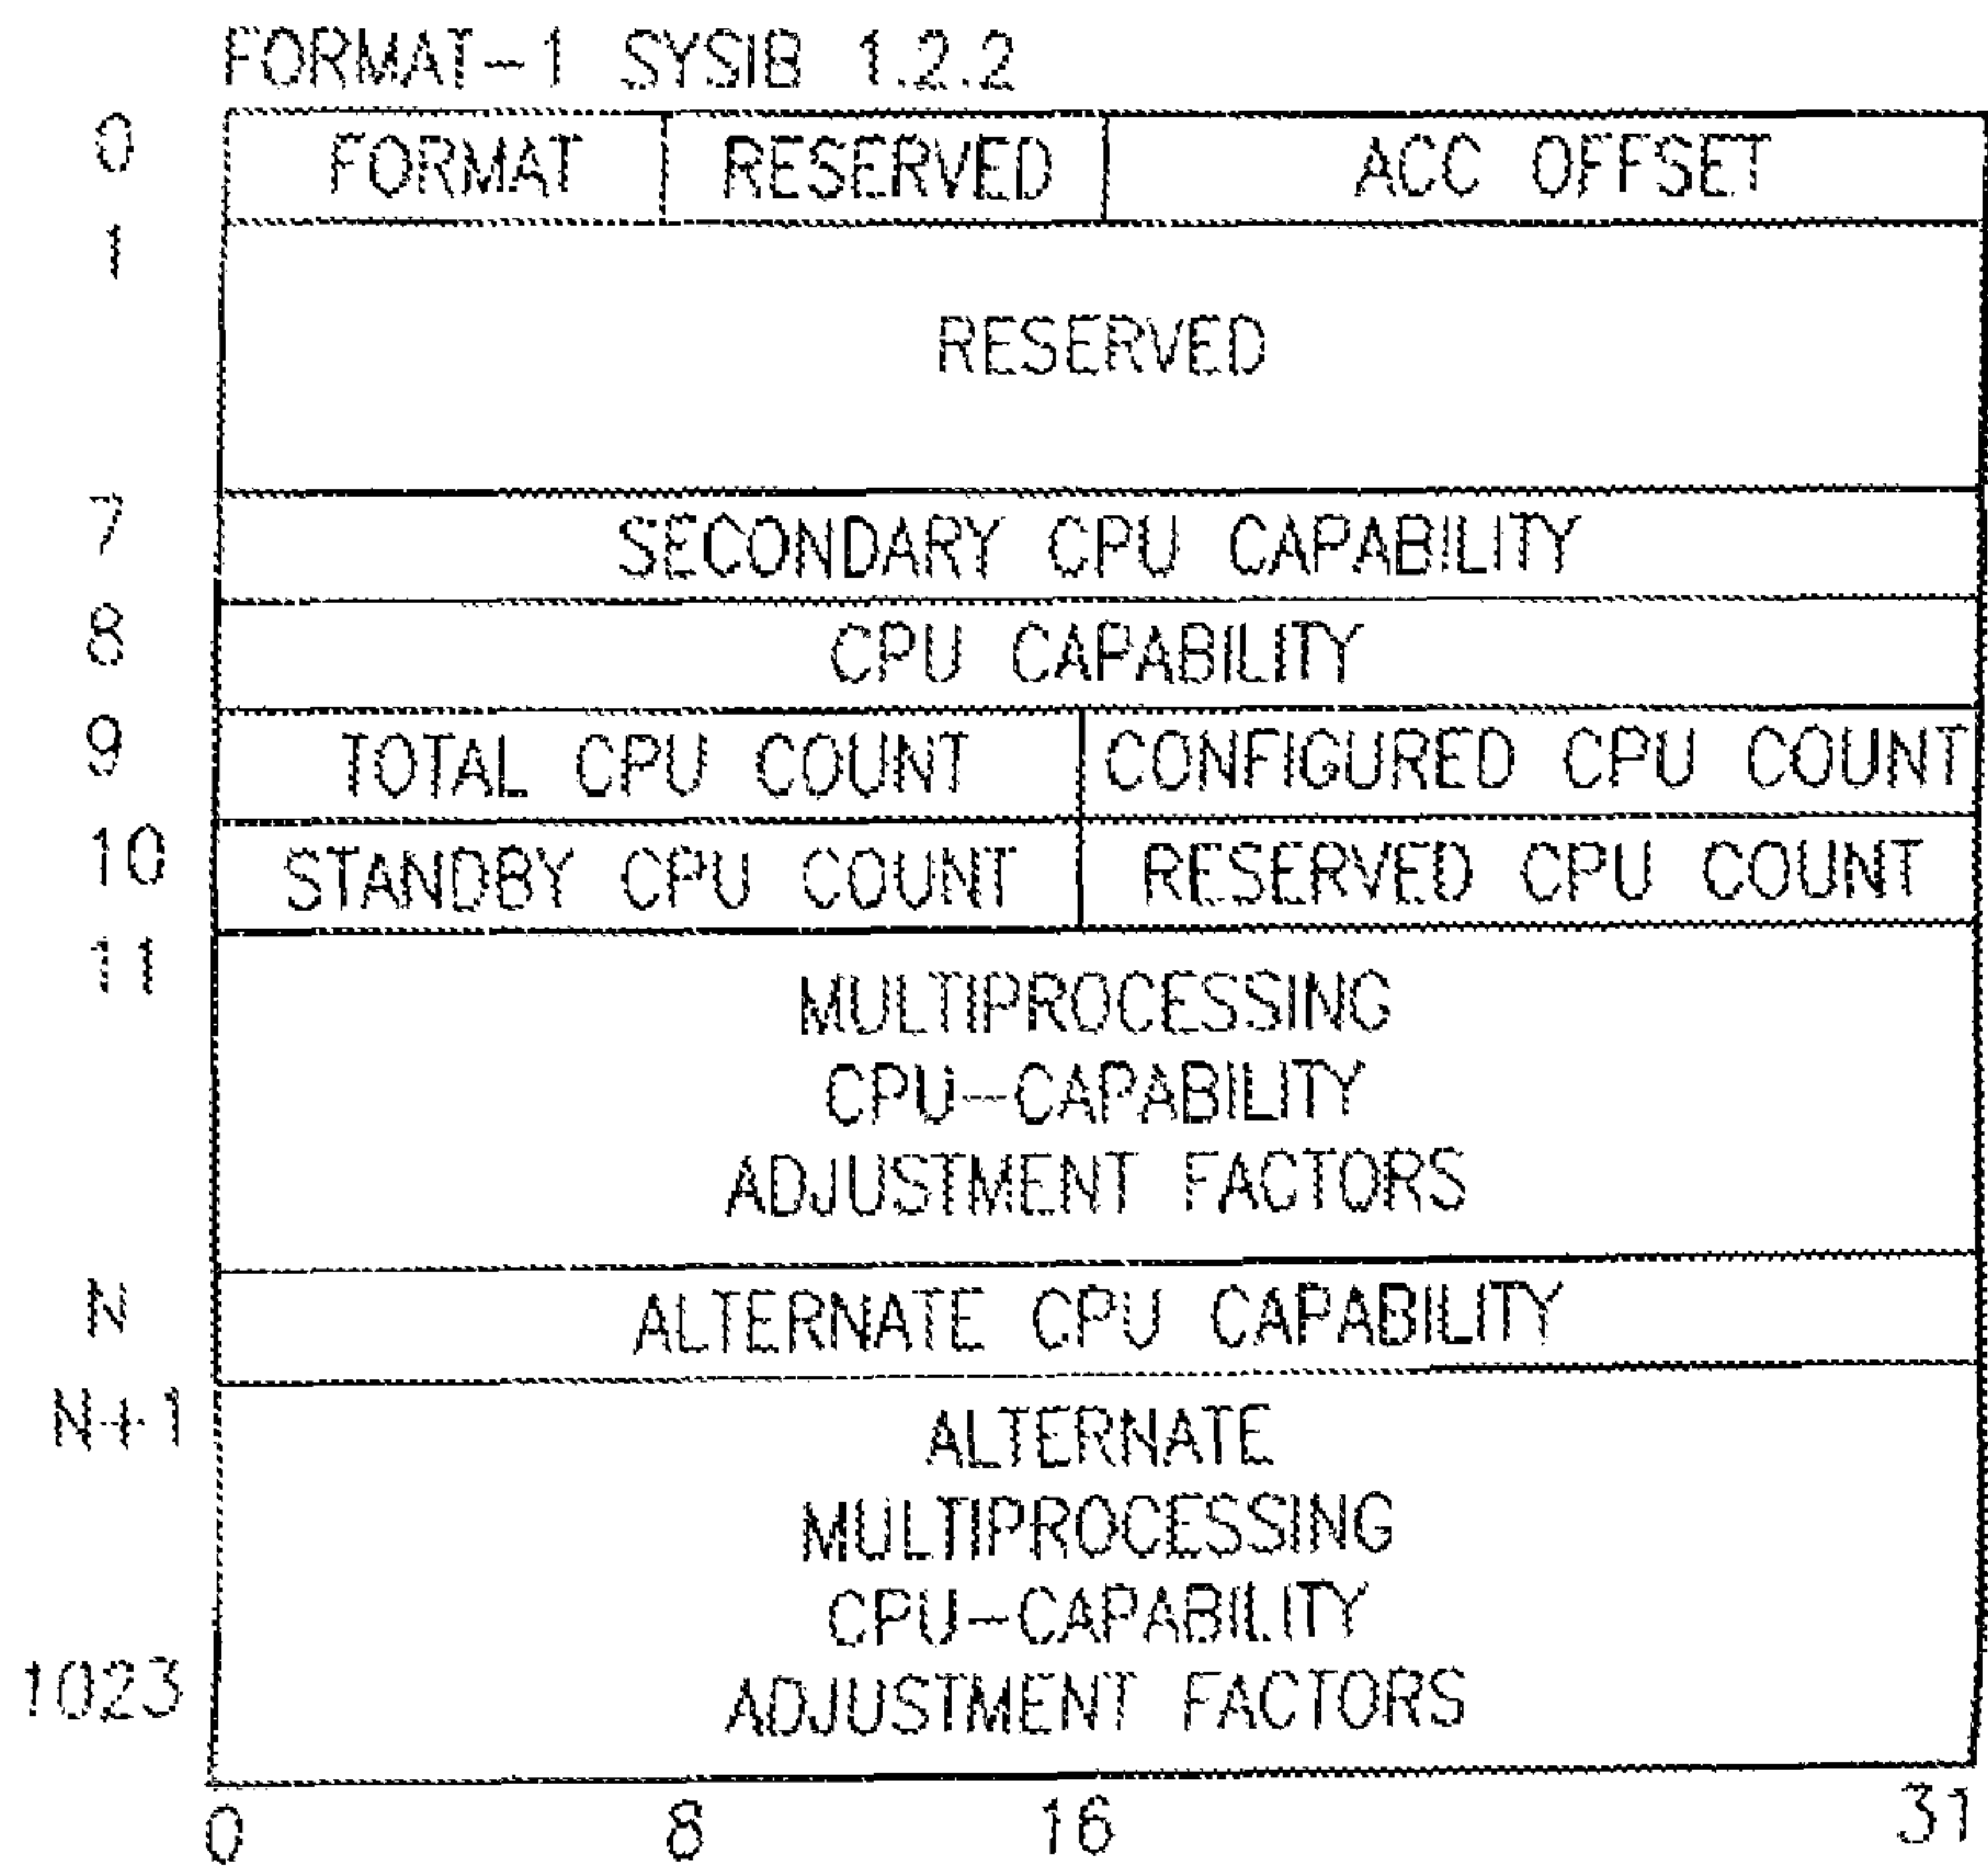 FORMAT-1 SYSIB 1.2.2
0 FORMAT RESERVED ACC OFFSET
1
RESERVED
7 SECONDARY CPU CAPABILITY
8 CPU CAPABILITY
9 TOTAL CPU COUNT CONFIGURED CPU COUNT
10 STANDBY CPU COUNT RESERVED CPU COUNT
11
MULTIPROCESSING
CPU-CAPABILITY
ADJUSTMENT FACTORS
N ALTERNATE CPU CAPABILITY
N+1 ALTERNATE
MULTIPROCESSING
CPU-CAPABILITY
1023 ADJUSTMENT FACTORS
0 8 16 31